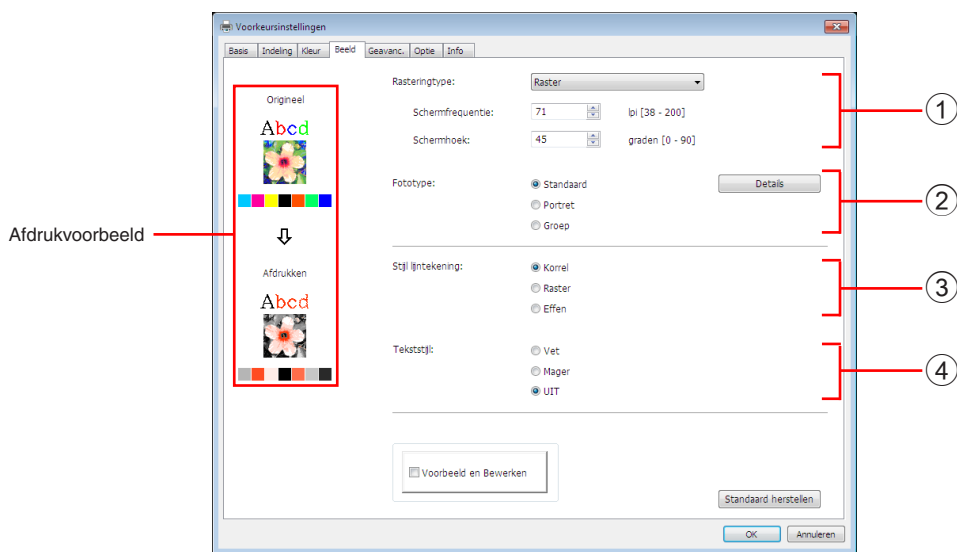 Voorkeursinstellingen
Basis Indeling Kleur Beeld Geavanc. Optie Info
Afdrukvoorbeeld
Origineel
Abcd
Afdrukken
Abcd
Rasteringtype: Raster
Schermfrequentie: 71 lpi [38 - 200]
Schermhoek: 45 graden [0 - 90]
1
Fototype: Standaard Details
Portret
Groep
2
Stijl lijntekening: Korrel
Raster
Effen
3
Tekststijl: Vet
Mager
UIT
4
Voorbeeld en Bewerken
Standaard herstellen
OK Annuleren